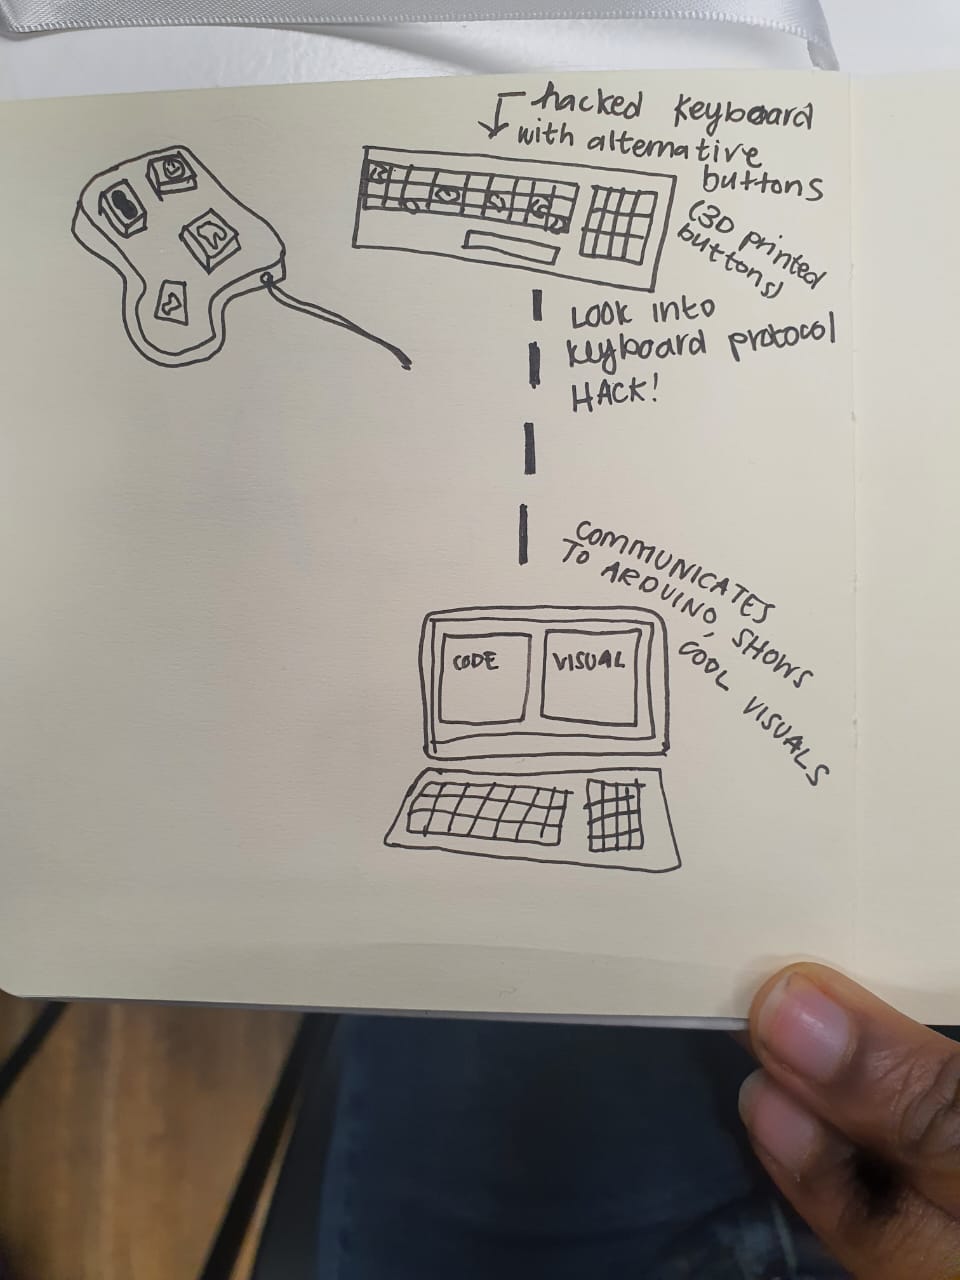 hacked keyboard
with alternative
buttons
(3D printed
buttons)
LOOK into
keyboard protocol
HACK!
COMMUNICATES
TO ARDUINO, SHOWS
COOL VISUALS
CODE
VISUAL